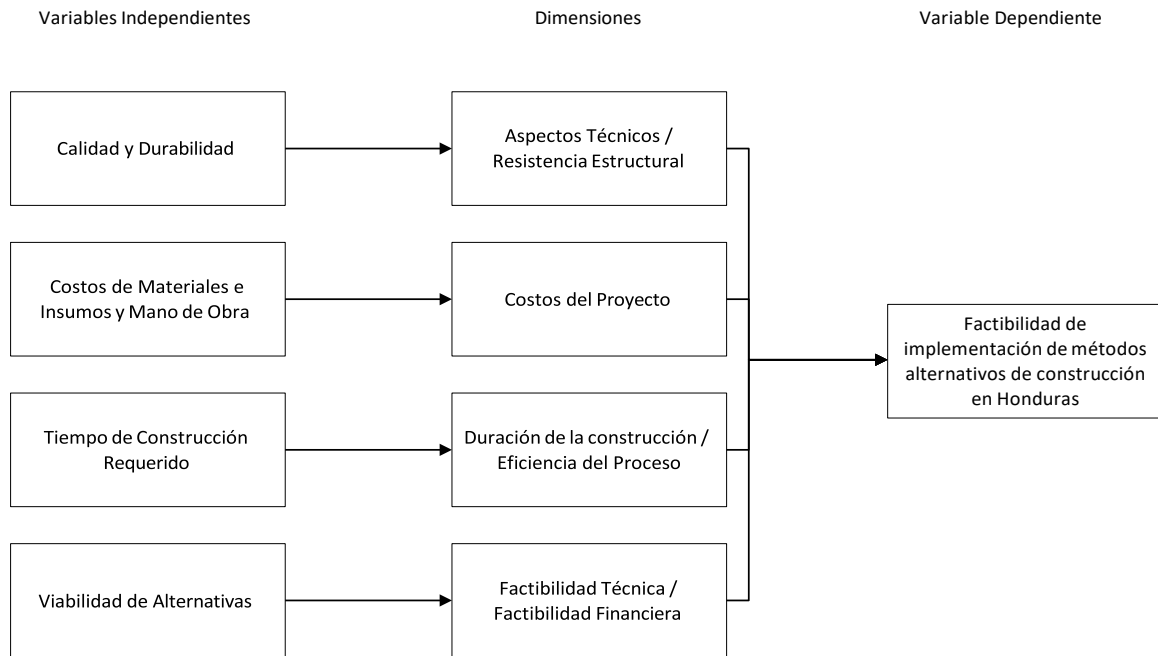 Variables Independientes
Dimensiones
Variable Dependiente
Calidad y Durabilidad
Aspectos Técnicos /
Resistencia Estructural
Costos de Materiales e
Insumos y Mano de Obra
Costos del Proyecto
Factibilidad de
implementación de métodos
alternativos de construcción
en Honduras
Tiempo de Construcción
Requerido
Duración de la construcción /
Eficiencia del Proceso
Viabilidad de Alternativas
Factibilidad Técnica /
Factibilidad Financiera